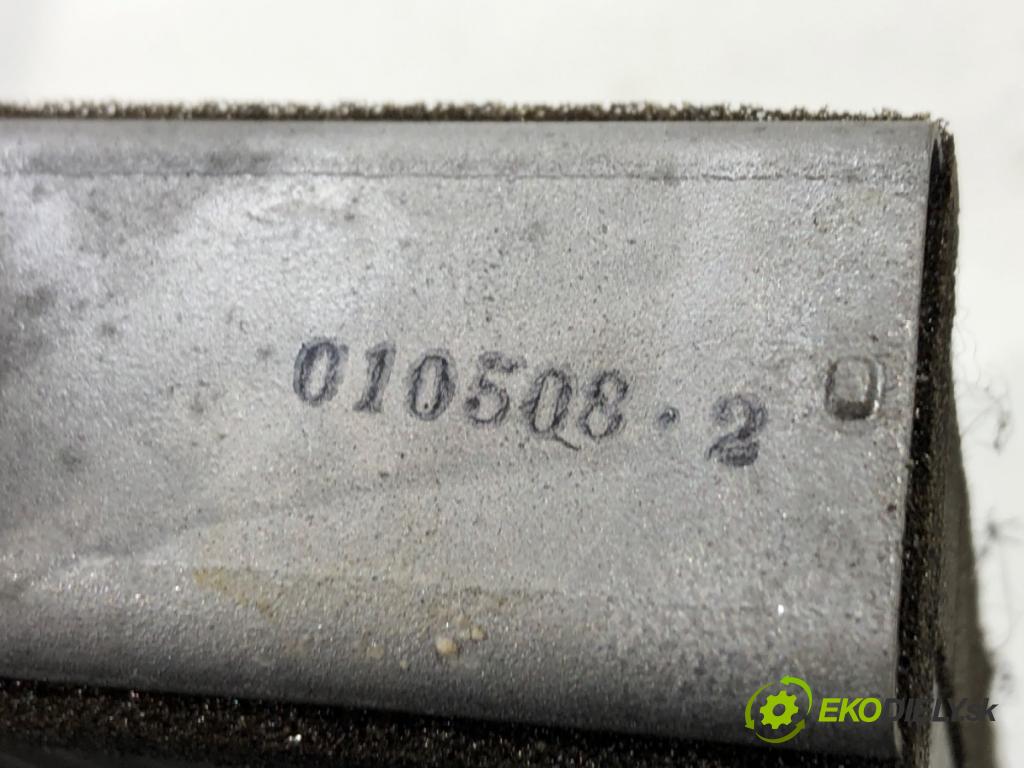 010508 · 2
EKODIELY.sk